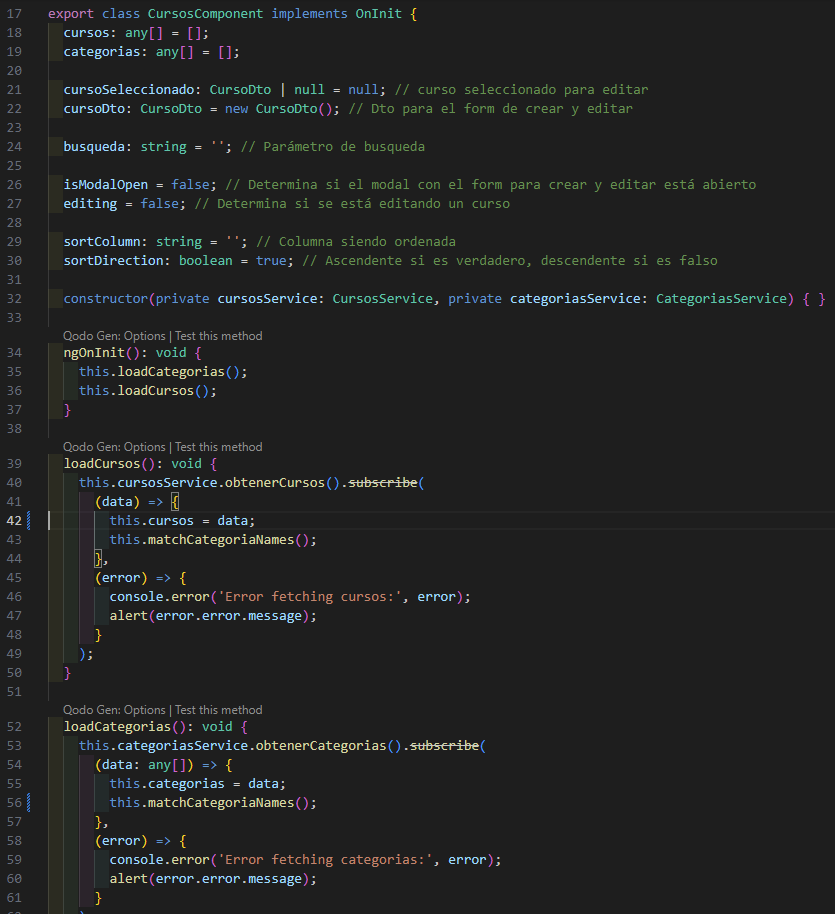 17 export class CursosComponent implements OnInit {
18 cursos: any[] = [];
19 categorias: any[] = [];
20
21 cursoSeleccionado: CursoDto | null = null; // curso seleccionado para editar
22 cursoDto: CursoDto = new CursoDto(); // Dto para el form de crear y editar
23
24 busqueda: string = ''; // Parámetro de busqueda
25
26 isModalOpen = false; // Determina si el modal con el form para crear y editar está abierto
27 editing = false; // Determina si se está editando un curso
28
29 sortColumn: string = ''; // Columna siendo ordenada
30 sortDirection: boolean = true; // Ascendente si es verdadero, descendente si es falso
31
32 constructor(private cursosService: CursosService, private categoriasService: CategoriasService) { }
33
Qodo Gen: Options | Test this method
34 ngOnInit(): void {
35 this.loadCategorias();
36 this.loadCursos();
37 }
38
Qodo Gen: Options | Test this method
39 loadCursos(): void {
40 this.cursosService.obtenerCursos().subscribe(
41 (data) => {
42 this.cursos = data;
43 this.matchCategoriaNames();
44 },
45 (error) => {
46 console.error('Error fetching cursos:', error);
47 alert(error.error.message);
48 }
49 );
50 }
51
Qodo Gen: Options | Test this method
52 loadCategorias(): void {
53 this.categoriasService.obtenerCategorias().subscribe(
54 (data: any[]) => {
55 this.categorias = data;
56 this.matchCategoriaNames();
57 },
58 (error) => {
59 console.error('Error fetching categorias:', error);
60 alert(error.error.message);
61 }